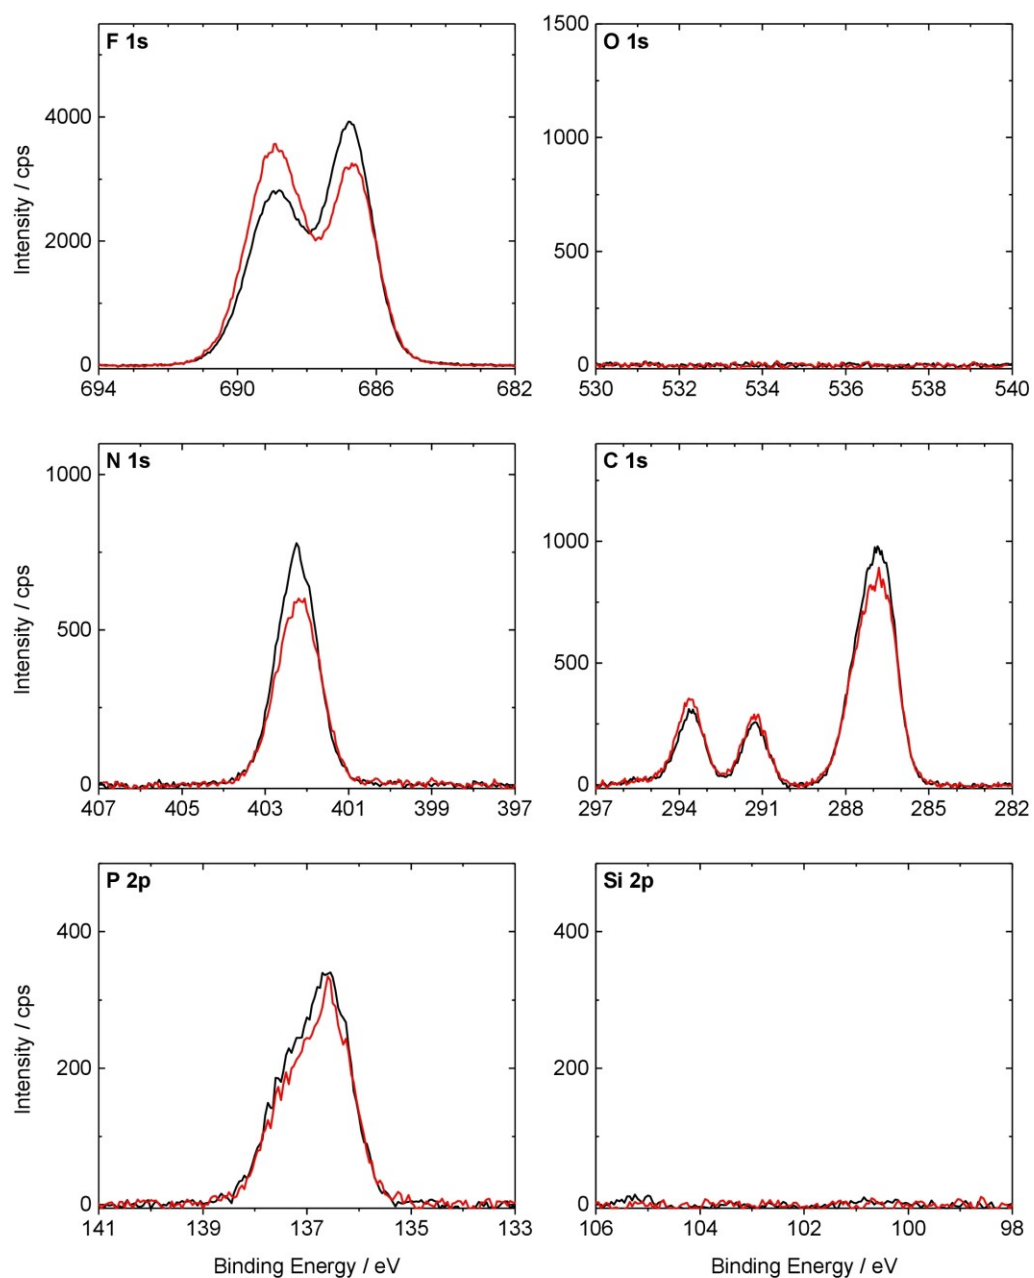 F 1s
4000
2000
0
Intensity / cps
694 690 686 682
O 1s
1500
1000
500
0
530 532 534 536 538 540
N 1s
1000
500
0
Intensity / cps
407 405 403 401 399 397
C 1s
1000
500
0
297 294 291 288 285 282
P 2p
400
200
0
Intensity / cps
141 139 137 135 133
Binding Energy / eV
Si 2p
400
200
0
106 104 102 100 98
Binding Energy / eV